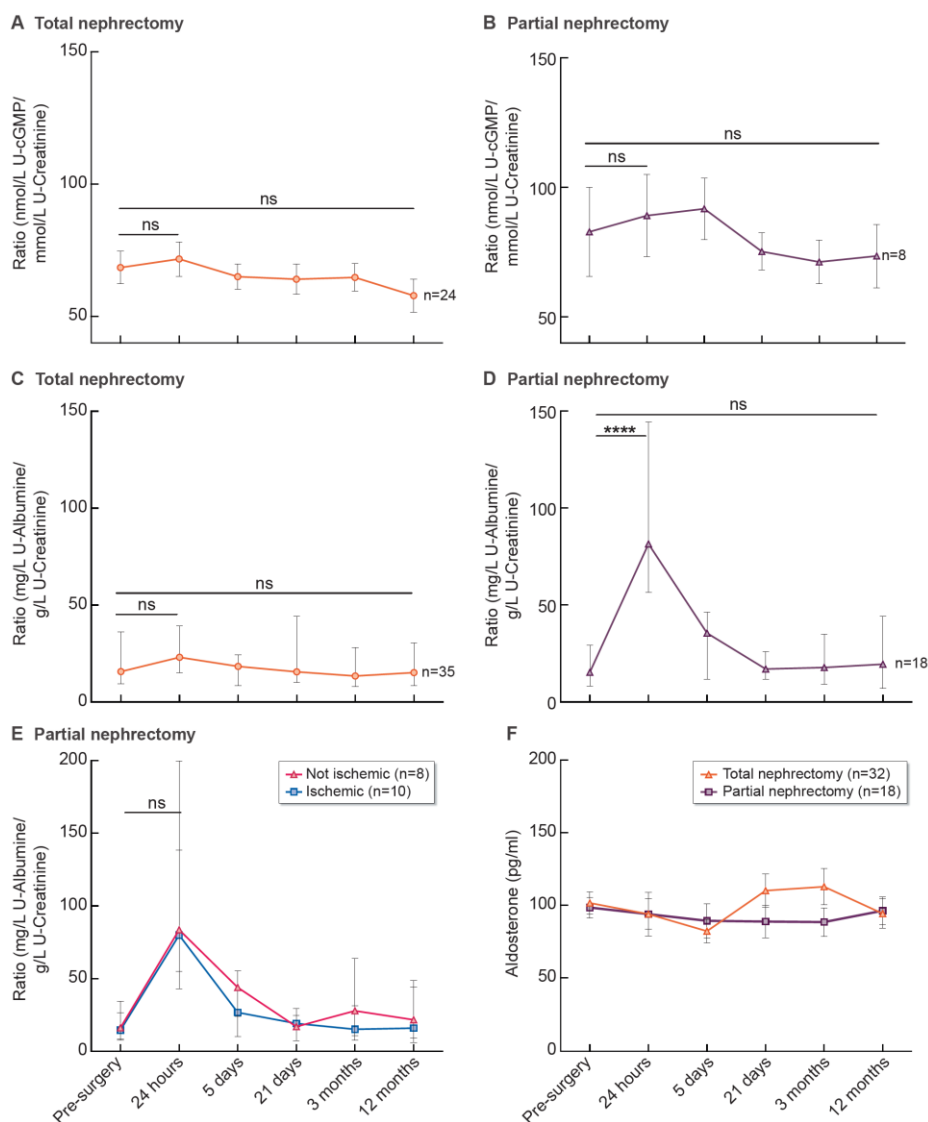 A Total nephrectomy
150
100
50
Ratio (nmol/L U-cGMP/
mmol/L U-Creatinine)
ns
ns
n=24
B Partial nephrectomy
150
100
50
Ratio (nmol/L U-cGMP/
mmol/L U-Creatinine)
ns
ns
n=8
C Total nephrectomy
150
100
50
0
Ratio (mg/L U-Albumine/
g/L U-Creatinine)
ns
ns
n=35
D Partial nephrectomy
150
100
50
0
Ratio (mg/L U-Albumine/
g/L U-Creatinine)
ns
****
n=18
E Partial nephrectomy
200
150
100
50
0
Ratio (mg/L U-Albumine/
g/L U-Creatinine)
Not ischemic (n=8)
Ischemic (n=10)
ns
Pre-surgery
24 hours
5 days
21 days
3 months
12 months
F
200
150
100
50
0
Aldosterone (pg/ml)
Total nephrectomy (n=32)
Partial nephrectomy (n=18)
Pre-surgery
24 hours
5 days
21 days
3 months
12 months